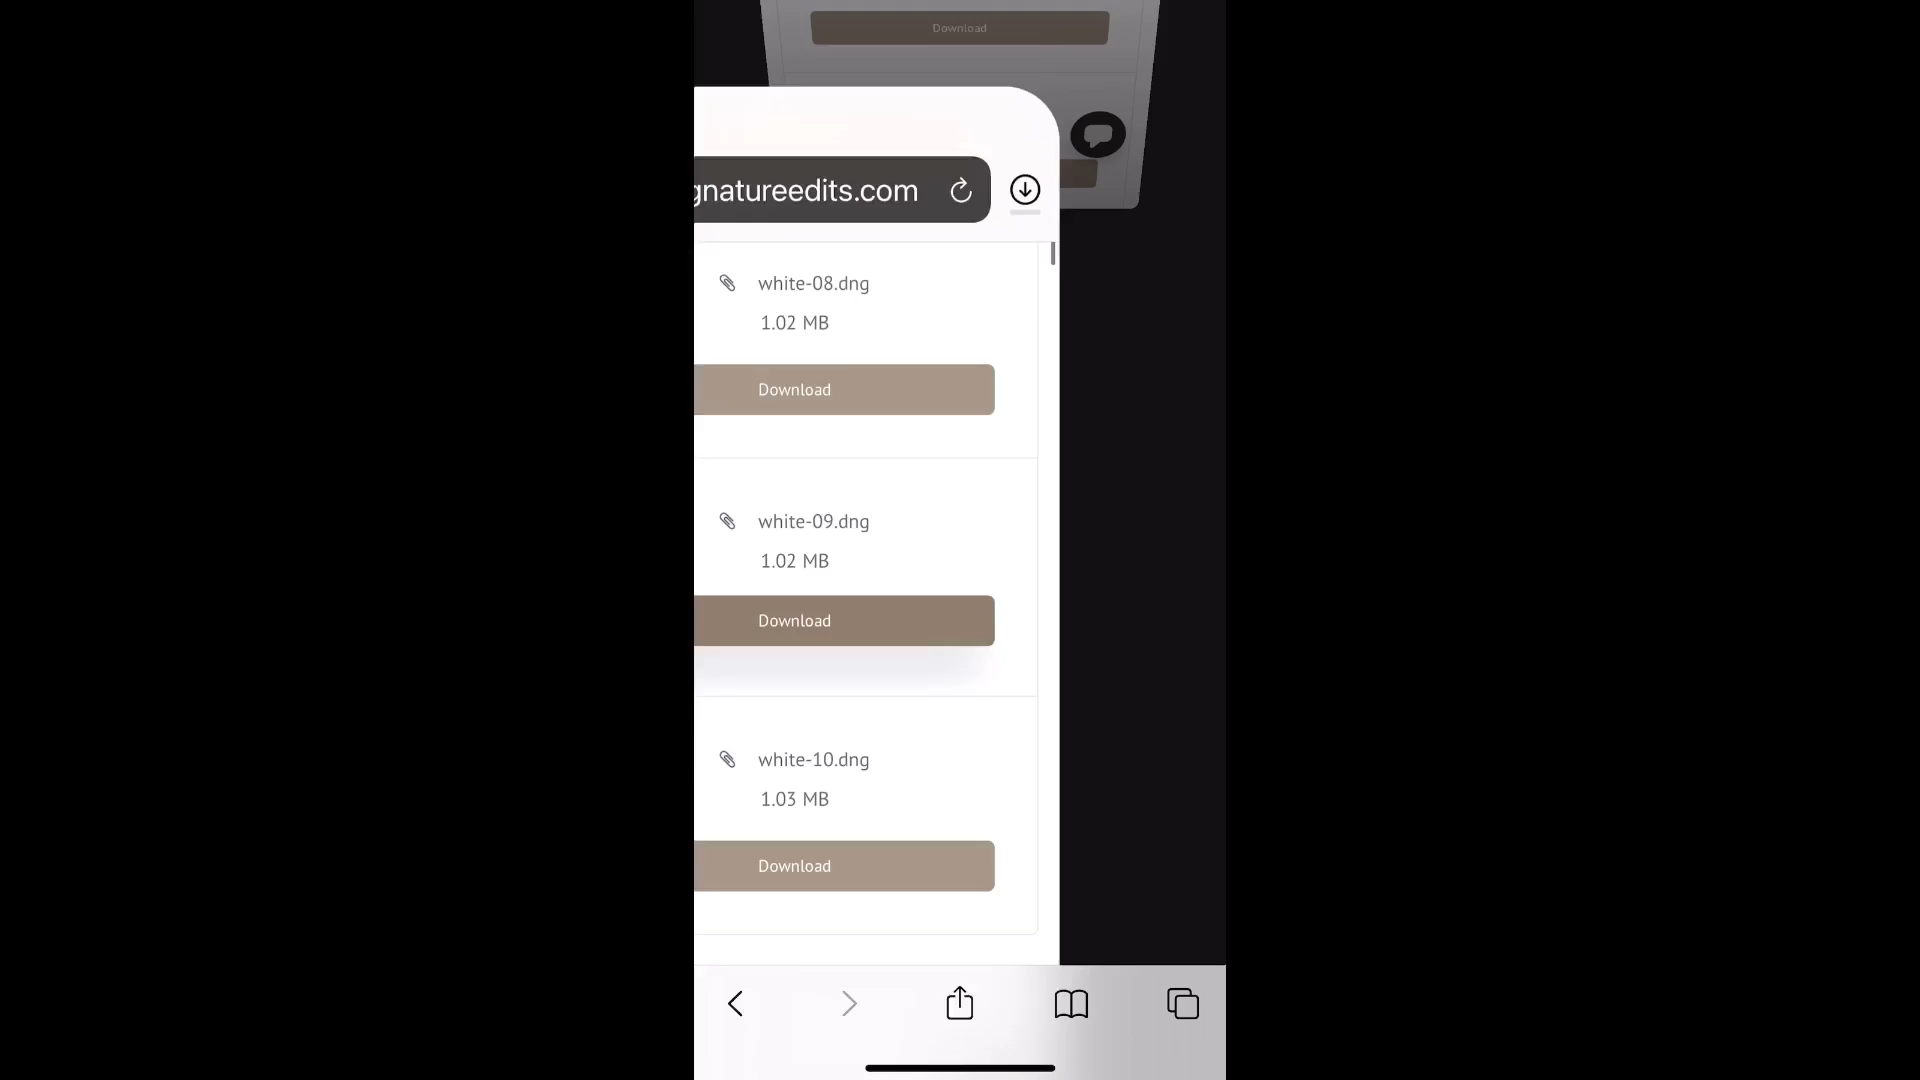 Download
gnatureedits.com
white-08.dng
1.02 MB
Download
white-09.dng
1.02 MB
Download
white-10.dng
1.03 MB
Download